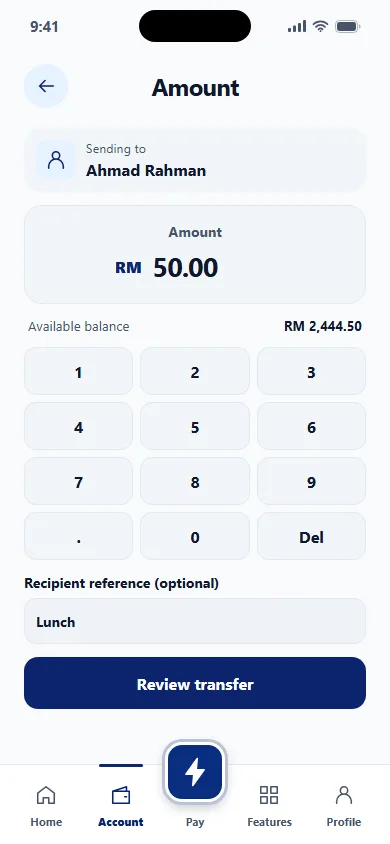 9:41
Amount
Sending to
Ahmad Rahman
Amount
RM 50.00
Available balance RM 2,444.50
1 2 3
4 5 6
7 8 9
. 0 Del
Recipient reference (optional)
Lunch
Review transfer
Home Account Pay Features Profile